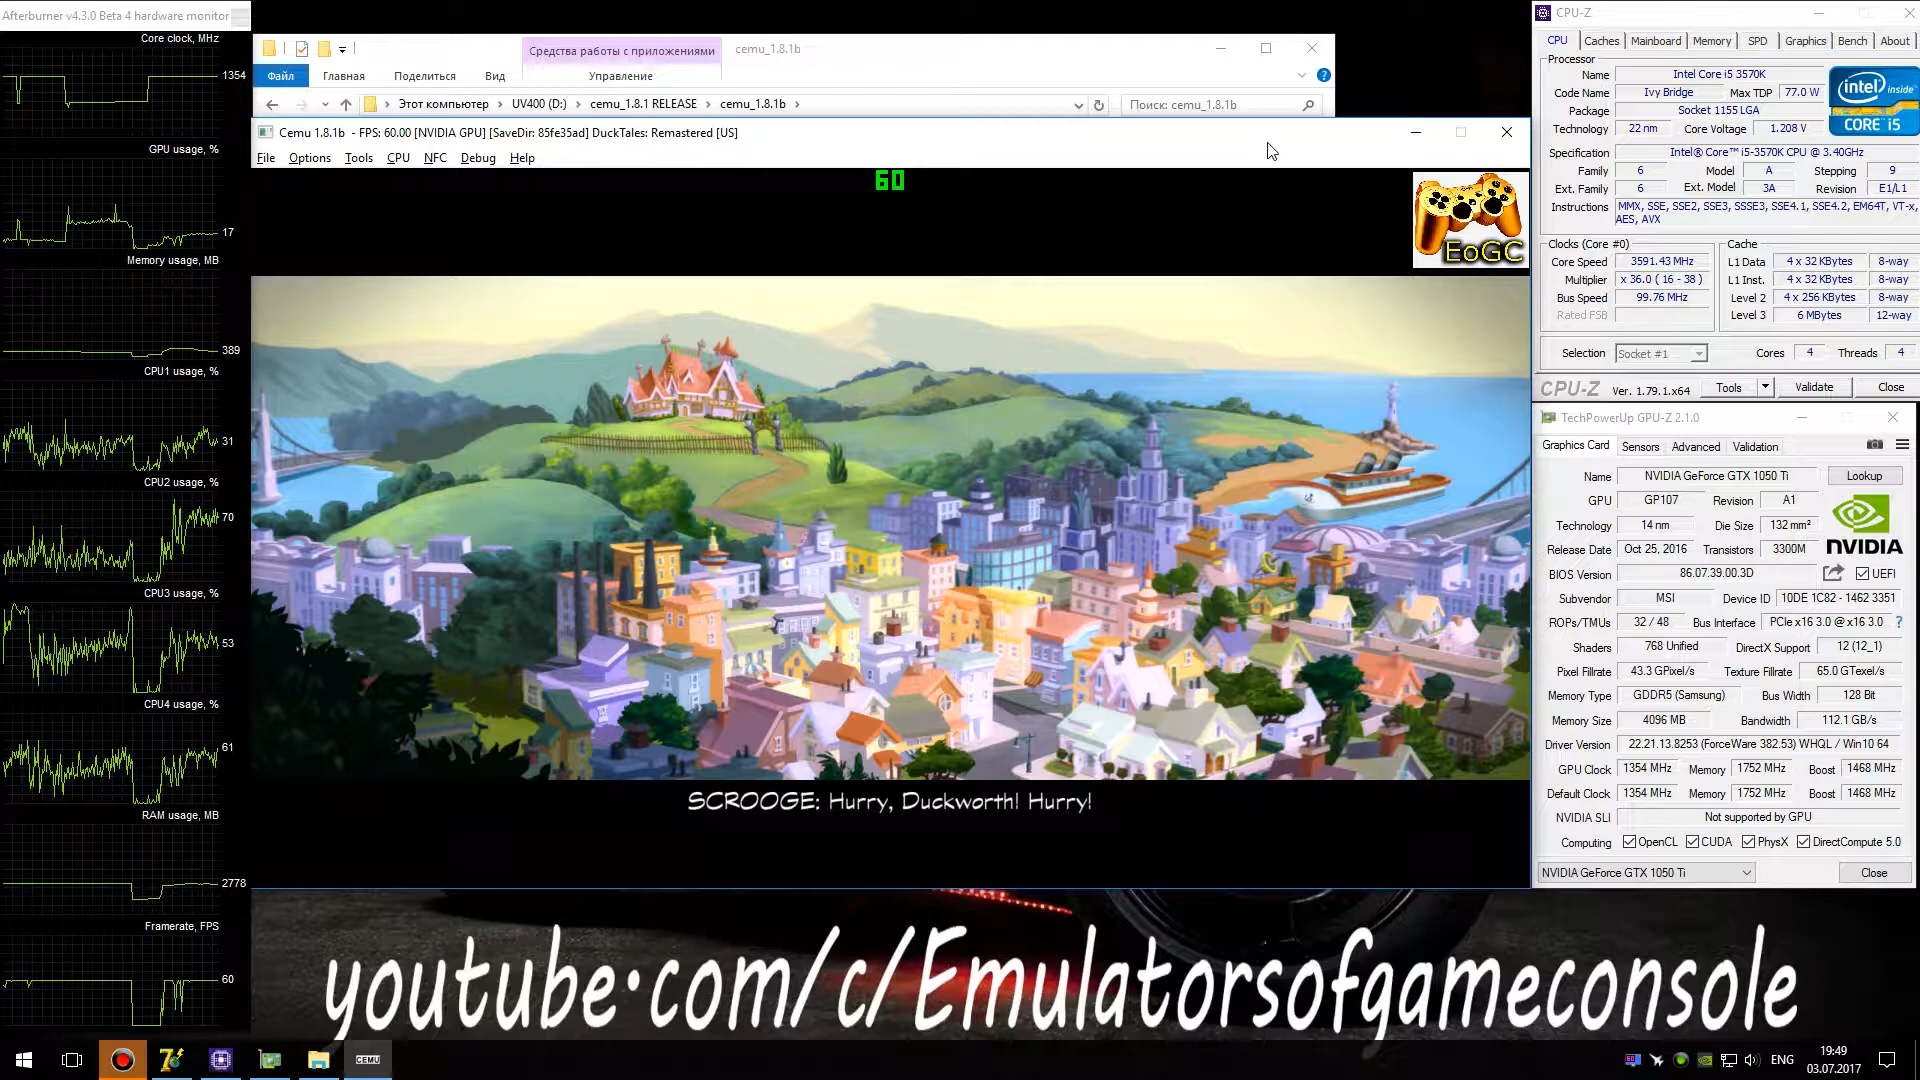 Afterburner v4.3.0 Beta 4 hardware monitor
Core clock, MHz
1354
GPU usage, %
17
Memory usage, MB
389
CPU1 usage, %
31
CPU2 usage, %
70
CPU3 usage, %
53
CPU4 usage, %
61
RAM usage, MB
2778
Framerate, FPS
60
Средства работы с приложениями
cemu_1.8.1b
Файл Главная Поделиться Вид Управление
Этот компьютер UV400 (D:) cemu_1.8.1 RELEASE cemu_1.8.1b
Поиск: cemu_1.8.1b
Cemu 1.8.1b - FPS: 60.00 [NVIDIA GPU] [SaveDir: 85fe35ad] DuckTales: Remastered [US]
File Options Tools CPU NFC Debug Help
60
EoGC
SCROOGE: Hurry, Duckworth! Hurry!
youtube.com/c/Emulatorsofgameconsole
CPU-Z
CPU Caches Mainboard Memory SPD Graphics Bench About
Processor
Name Intel Core i5 3570K
Code Name Ivy Bridge Max TDP 77.0 W
Package Socket 1155 LGA
Technology 22 nm Core Voltage 1.208 V
intel inside
CORE i5
Specification Intel® Core™ i5-3570K CPU @ 3.40GHz
Family 6 Model A Stepping 9
Ext. Family 6 Ext. Model 3A Revision E1/L1
Instructions MMX, SSE, SSE2, SSE3, SSSE3, SSE4.1, SSE4.2, EM64T, VT-x,
AES, AVX
Clocks (Core #0) Cache
Core Speed 3591.43 MHz L1 Data 4 x 32 KBytes 8-way
Multiplier x 36.0 ( 16 - 38 ) L1 Inst. 4 x 32 KBytes 8-way
Bus Speed 99.76 MHz Level 2 4 x 256 KBytes 8-way
Rated FSB Level 3 6 MBytes 12-way
Selection Socket #1 Cores 4 Threads 4
CPU-Z Ver. 1.79.1.x64 Tools Validate Close
TechPowerUp GPU-Z 2.1.0
Graphics Card Sensors Advanced Validation
Name NVIDIA GeForce GTX 1050 Ti Lookup
GPU GP107 Revision A1
Technology 14 nm Die Size 132 mm²
Release Date Oct 25, 2016 Transistors 3300M
NVIDIA
BIOS Version 86.07.39.00.3D UEFI
Subvendor MSI Device ID 10DE 1C82 - 1462 3351
ROPs/TMUs 32 / 48 Bus Interface PCIe x16 3.0 @ x16 3.0 ?
Shaders 768 Unified DirectX Support 12 (12_1)
Pixel Fillrate 43.3 GPixel/s Texture Fillrate 65.0 GTexel/s
Memory Type GDDR5 (Samsung) Bus Width 128 Bit
Memory Size 4096 MB Bandwidth 112.1 GB/s
Driver Version 22.21.13.8253 (ForceWare 382.53) WHQL / Win10 64
GPU Clock 1354 MHz Memory 1752 MHz Boost 1468 MHz
Default Clock 1354 MHz Memory 1752 MHz Boost 1468 MHz
NVIDIA SLI Not supported by GPU
Computing OpenCL CUDA PhysX DirectCompute 5.0
NVIDIA GeForce GTX 1050 Ti Close
CEMU
ENG
19:49
03.07.2017